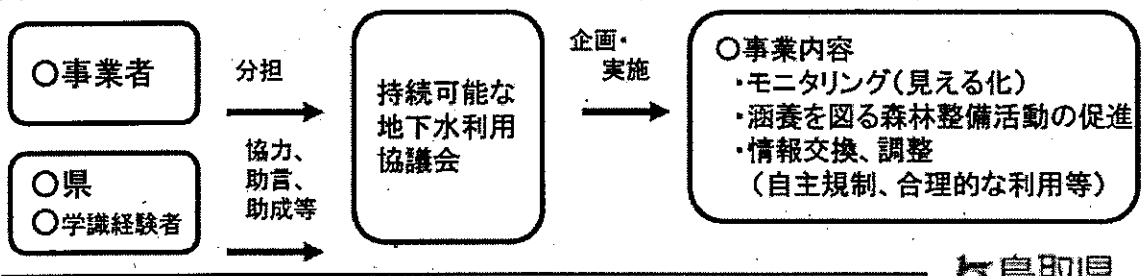 ○事業者
分担
○県
○学識経験者
協力、
助言、
助成等
持続可能な
地下水利用
協議会
企画・
実施
○事業内容
・モニタリング(見える化)
・涵養を図る森林整備活動の促進
・情報交換、調整
(自主規制、合理的な利用等)
鳥取県